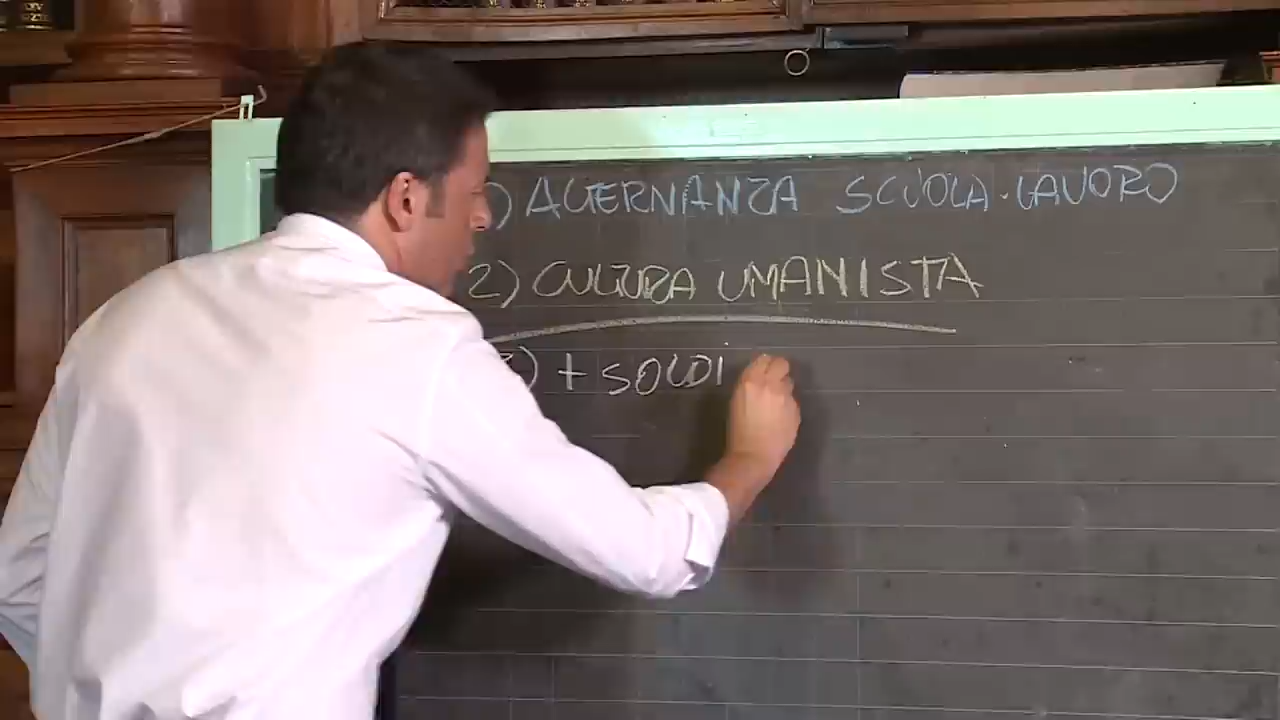 1) ALTERNANZA SCUOLA-LAVORO
2) CULTURA UMANISTA
3) + SOLDI